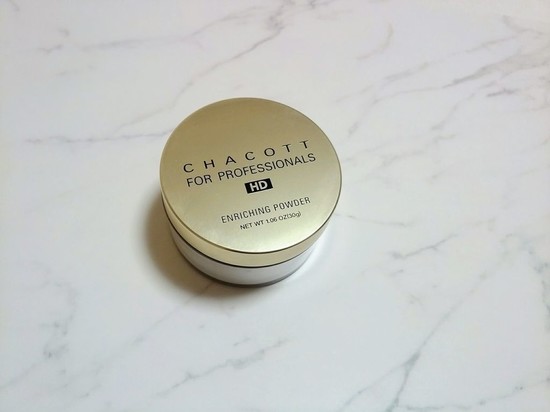 CHACOTT
FOR PROFESSIONALS
HD
ENRICHING POWDER
NET WT 1.06 OZ(30g)